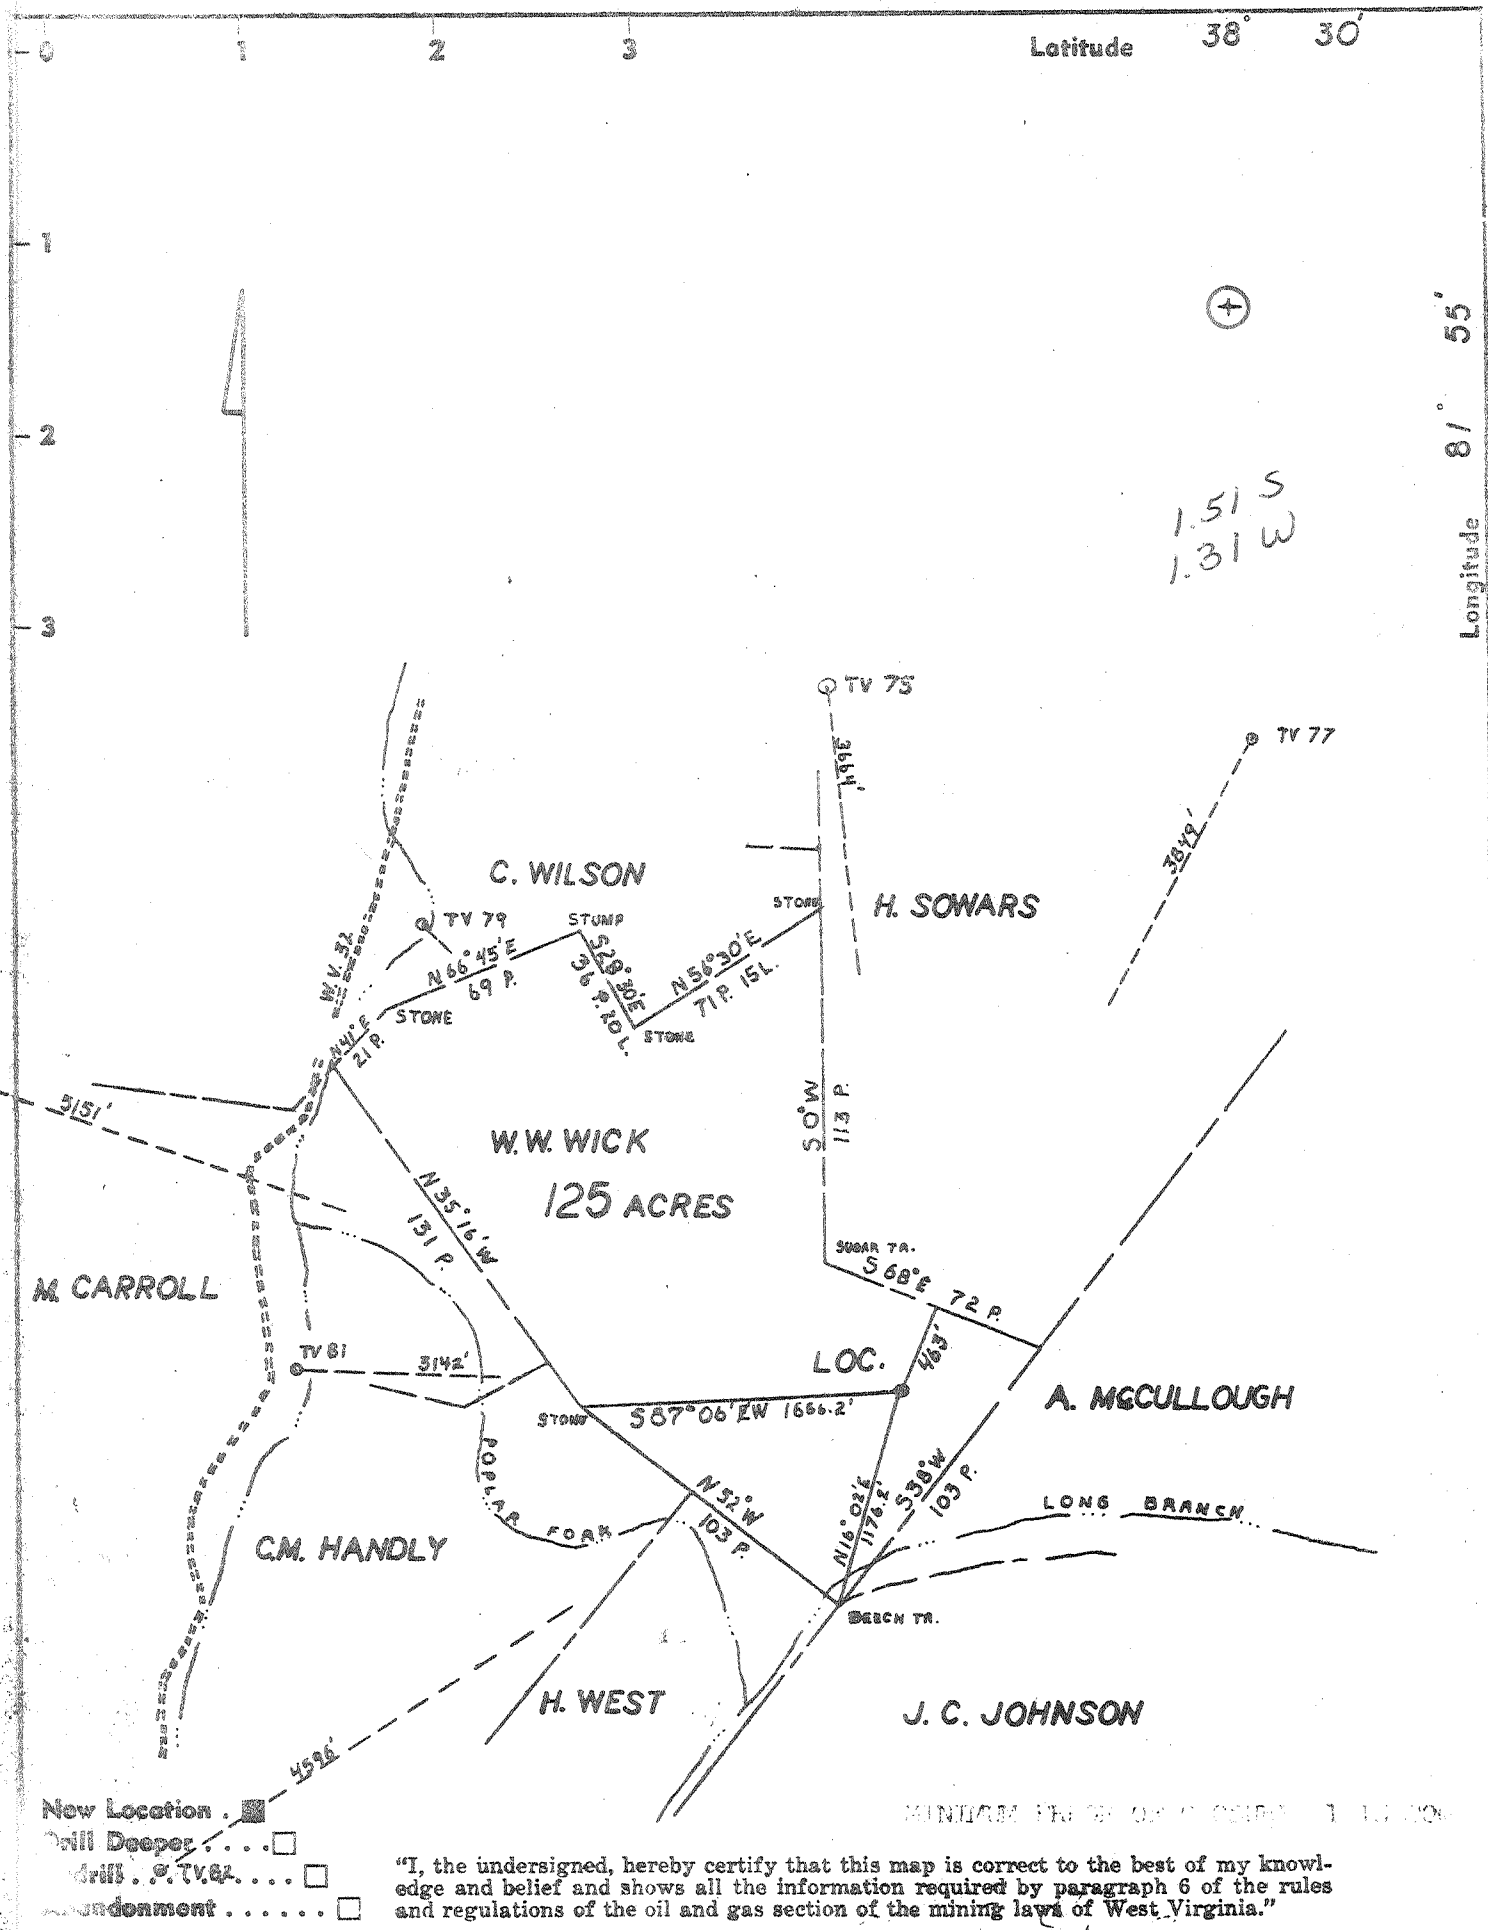 0 1 2 3 Latitude 38° 30'
1
2
3
Longitude 81° 55'
1.51 S
1.31 W
TV 75
3664'
TV 77
3849'
C. WILSON
H. SOWARS
TV 79
STUMP
STONE
W.V. 32
N 66° 45' E
69 P.
S 28° 30' E
36 P. 20 L.
N 56° 30' E
71 P. 15 L.
STONE
STONE
N 41° E
21 P.
5151'
S 0° W
113 P.
W.W. WICK
125 ACRES
N 35° 16' W
131 P.
M. CARROLL
SUGAR TR.
S 68° E 72 P.
TV 81
3142'
LOC.
463'
A. McCULLOUGH
STONE
S 87° 06' W 1666.2'
POPLAR FORK
N 52° W
103 P.
N 16° 02' E
1176.2'
S 38° W
103 P.
LONG BRANCH
C.M. HANDLY
BEECH TR.
H. WEST
J. C. JOHNSON
4596'
New Location .
Drill Deeper . . . .
drill . . TV. 82 . . . .
andonment . . . . . .
"I, the undersigned, hereby certify that this map is correct to the best of my knowl-
edge and belief and shows all the information required by paragraph 6 of the rules
and regulations of the oil and gas section of the mining laws of West Virginia."